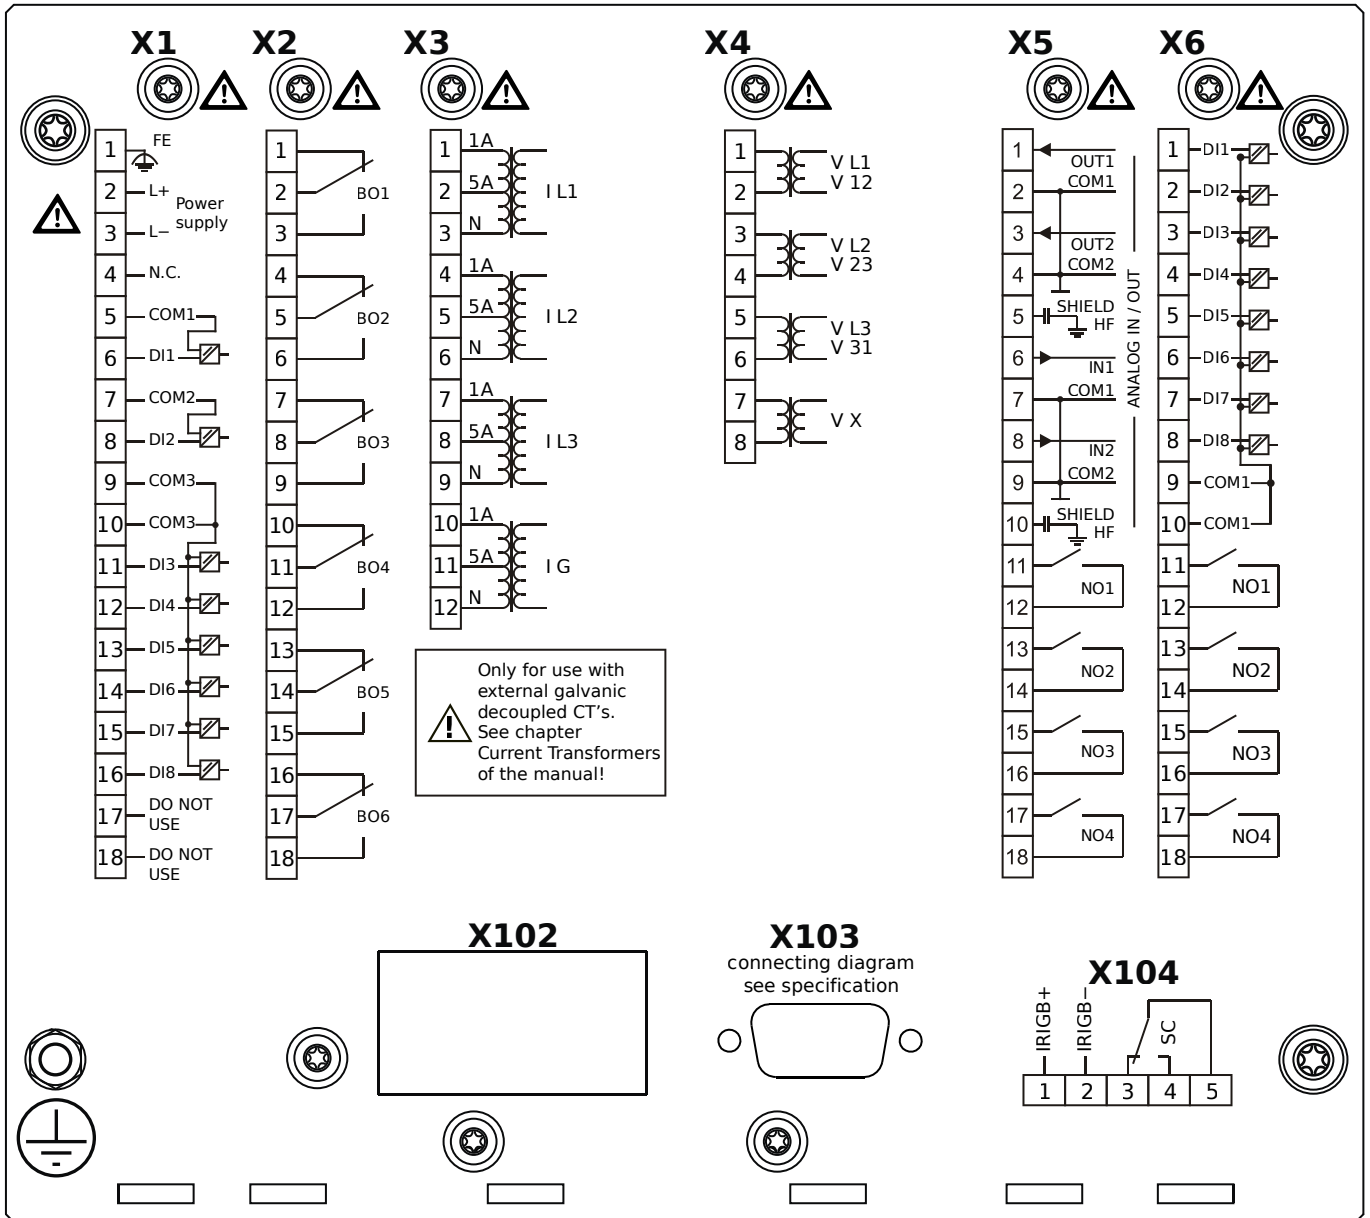 X1
X2
X3
X4
X5
X6
1
FE
2
L+
Power
supply
3
L−
4
N.C.
5
COM1
6
DI1
7
COM2
8
DI2
9
COM3
10
COM3
11
DI3
12
DI4
13
DI5
14
DI6
15
DI7
16
DI8
17
DO NOT
USE
18
DO NOT
USE
1
2
BO1
3
4
5
BO2
6
7
8
BO3
9
10
11
BO4
12
13
14
BO5
15
16
17
BO6
18
1
1A
2
5A
I L1
3
N
4
1A
5
5A
I L2
6
N
7
1A
8
5A
I L3
9
N
10
1A
11
5A
I G
12
N
Only for use with
external galvanic
decoupled CT's.
See chapter
Current Transformers
of the manual!
1
V L1
2
V 12
3
V L2
4
V 23
5
V L3
6
V 31
7
V X
8
1
OUT1
2
COM1
3
OUT2
4
COM2
5
SHIELD
HF
6
IN1
7
COM1
8
IN2
9
COM2
10
SHIELD
HF
ANALOG IN / OUT
11
NO1
12
13
NO2
14
15
NO3
16
17
NO4
18
1
DI1
2
DI2
3
DI3
4
DI4
5
DI5
6
DI6
7
DI7
8
DI8
9
COM1
10
COM1
11
NO1
12
13
NO2
14
15
NO3
16
17
NO4
18
X102
X103
connecting diagram
see specification
X104
IRIGB+
IRIGB−
SC
1 2 3 4 5